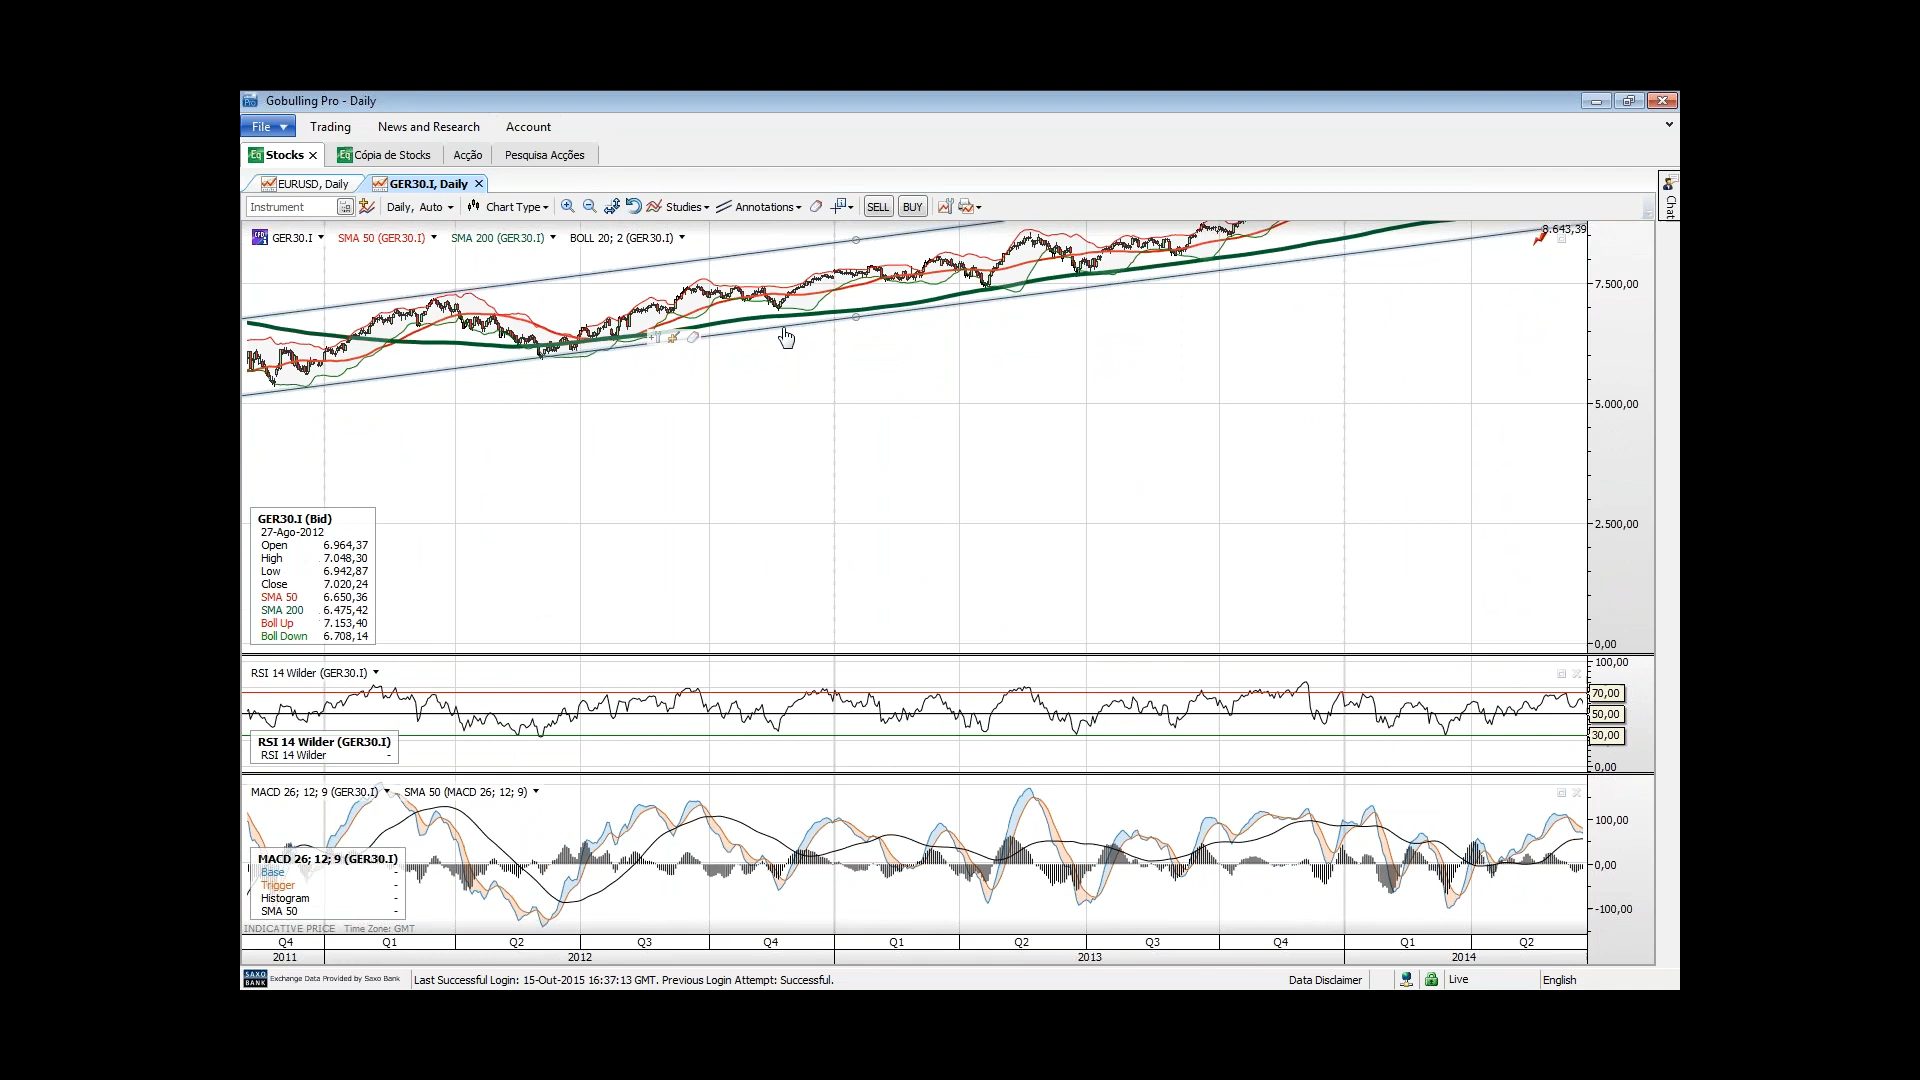 Gobulling Pro - Daily
File Trading News and Research Account
Stocks Cópia de Stocks Acção Pesquisa Acções
EURUSD, Daily GER30.I, Daily
Instrument Daily, Auto Chart Type Studies Annotations SELL BUY
Chat
GER30.I SMA 50 (GER30.I) SMA 200 (GER30.I) BOLL 20; 2 (GER30.I)
8.643,39
7.500,00
5.000,00
2.500,00
0,00
GER30.I (Bid)
27-Ago-2012
Open 6.964,37
High 7.048,30
Low 6.942,87
Close 7.020,24
SMA 50 6.650,36
SMA 200 6.475,42
Boll Up 7.153,40
Boll Down 6.708,14
RSI 14 Wilder (GER30.I)
100,00
70,00
50,00
30,00
0,00
RSI 14 Wilder (GER30.I)
RSI 14 Wilder -
MACD 26; 12; 9 (GER30.I) SMA 50 (MACD 26; 12; 9)
100,00
0,00
-100,00
MACD 26; 12; 9 (GER30.I)
Base -
Trigger -
Histogram -
SMA 50 -
INDICATIVE PRICE Time Zone: GMT
Q4 Q1 Q2 Q3 Q4 Q1 Q2 Q3 Q4 Q1 Q2
2011 2012 2013 2014
SAXO BANK Exchange Data Provided by Saxo Bank Last Successful Login: 15-Out-2015 16:37:13 GMT. Previous Login Attempt: Successful. Data Disclaimer Live English